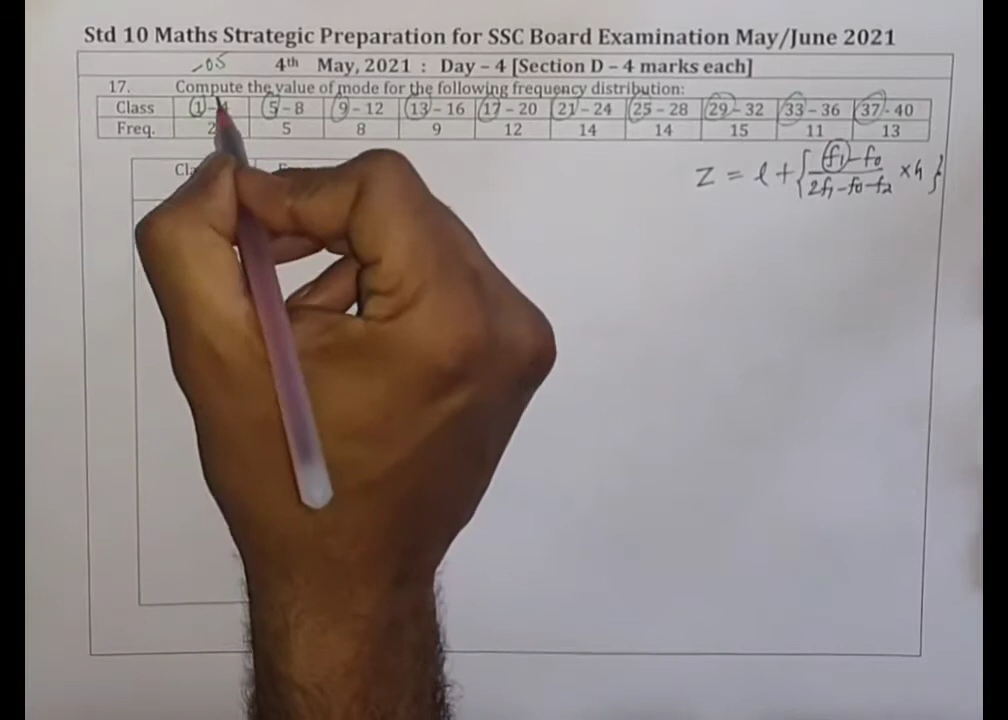 Std 10 Maths Strategic Preparation for SSC Board Examination May/June 2021
-05 4th May, 2021 : Day – 4 [Section D – 4 marks each]
17. Compute the value of mode for the following frequency distribution:
Class 1 – 5 – 8 9 – 12 13 – 16 17 – 20 21 – 24 25 – 28 29 – 32 33 – 36 37 - 40
Freq. 2 5 8 9 12 14 14 15 11 13
Z = l + { f1 – f0 / 2f1 – f0 – f2 × h }